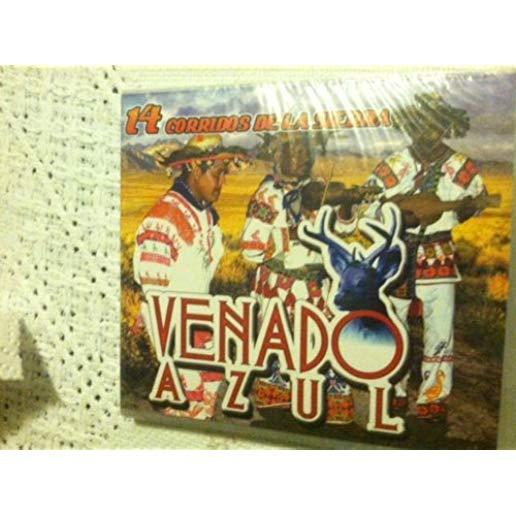 14 CORRIDOS DE LA SIERRA
VENADO
AZUL